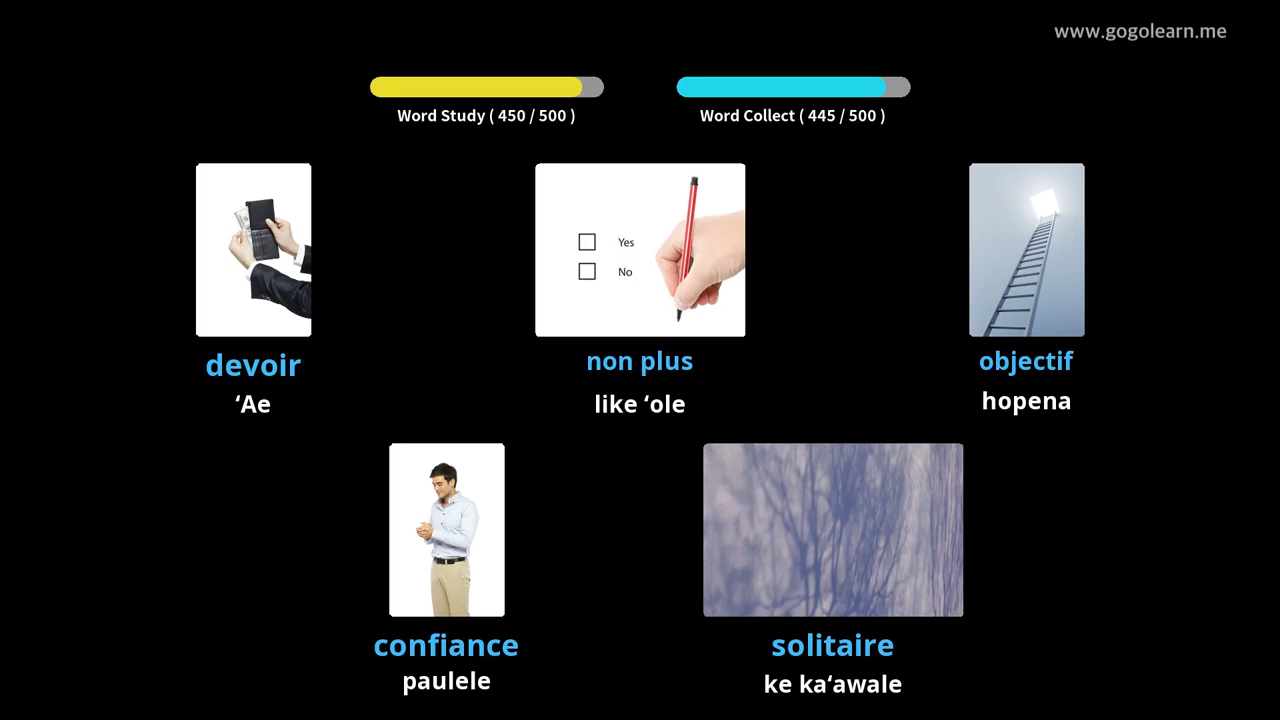 www.gogolearn.me
Word Study ( 450 / 500 )
Word Collect ( 445 / 500 )
Yes
No
devoir
non plus
objectif
ʻAe
like ʻole
hopena
confiance
solitaire
paulele
ke kaʻawale